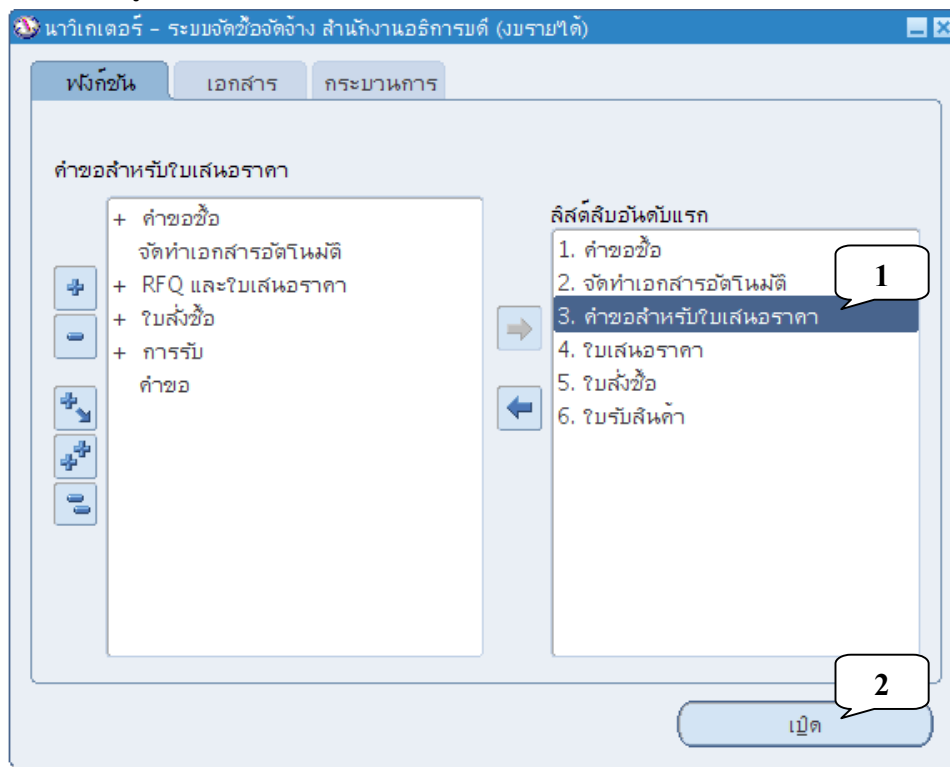 นาวิเกเตอร์ – ระบบจัดซื้อจัดจ้าง สำนักงานอธิการบดี (งบรายได้)
ฟังก์ชัน เอกสาร กระบวนการ
คำขอสำหรับใบเสนอราคา
+ คำขอซื้อ
จัดทำเอกสารอัตโนมัติ
+ RFQ และใบเสนอราคา
+ ใบสั่งซื้อ
+ การรับ
คำขอ
ลิสต์สิบอันดับแรก
1. คำขอซื้อ
2. จัดทำเอกสารอัตโนมัติ
3. คำขอสำหรับใบเสนอราคา
4. ใบเสนอราคา
5. ใบสั่งซื้อ
6. ใบรับสินค้า
1
2
เปิด